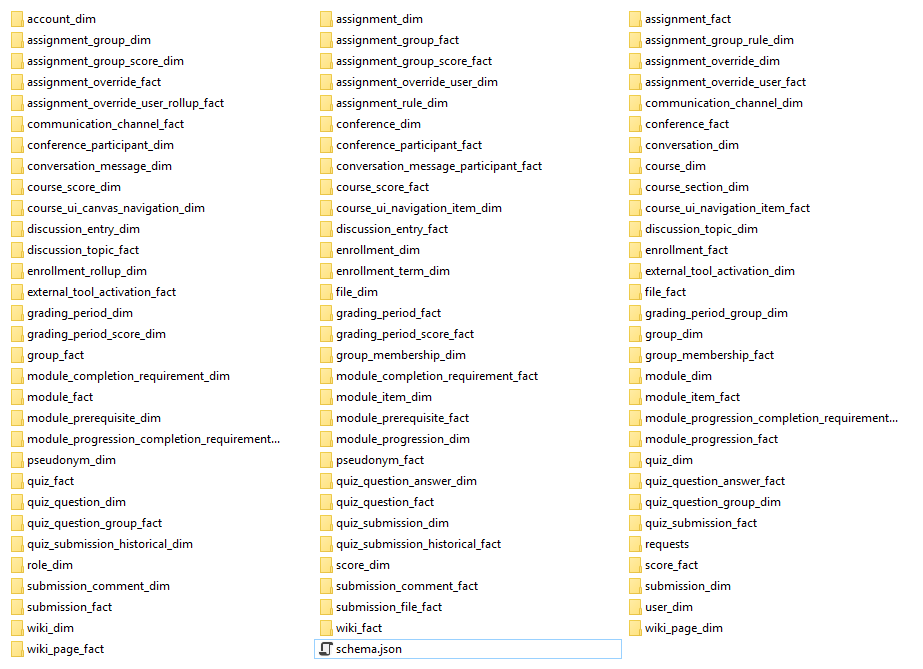 account_dim
assignment_dim
assignment_fact
assignment_group_dim
assignment_group_fact
assignment_group_rule_dim
assignment_group_score_dim
assignment_group_score_fact
assignment_override_dim
assignment_override_fact
assignment_override_user_dim
assignment_override_user_fact
assignment_override_user_rollup_fact
assignment_rule_dim
communication_channel_dim
communication_channel_fact
conference_dim
conference_fact
conference_participant_dim
conference_participant_fact
conversation_dim
conversation_message_dim
conversation_message_participant_fact
course_dim
course_score_dim
course_score_fact
course_section_dim
course_ui_canvas_navigation_dim
course_ui_navigation_item_dim
course_ui_navigation_item_fact
discussion_entry_dim
discussion_entry_fact
discussion_topic_dim
discussion_topic_fact
enrollment_dim
enrollment_fact
enrollment_rollup_dim
enrollment_term_dim
external_tool_activation_dim
external_tool_activation_fact
file_dim
file_fact
grading_period_dim
grading_period_fact
grading_period_group_dim
grading_period_score_dim
grading_period_score_fact
group_dim
group_fact
group_membership_dim
group_membership_fact
module_completion_requirement_dim
module_completion_requirement_fact
module_dim
module_fact
module_item_dim
module_item_fact
module_prerequisite_dim
module_prerequisite_fact
module_progression_completion_requirement...
module_progression_completion_requirement...
module_progression_dim
module_progression_fact
pseudonym_dim
pseudonym_fact
quiz_dim
quiz_fact
quiz_question_answer_dim
quiz_question_answer_fact
quiz_question_dim
quiz_question_fact
quiz_question_group_dim
quiz_question_group_fact
quiz_submission_dim
quiz_submission_fact
quiz_submission_historical_dim
quiz_submission_historical_fact
requests
role_dim
score_dim
score_fact
submission_comment_dim
submission_comment_fact
submission_dim
submission_fact
submission_file_fact
user_dim
wiki_dim
wiki_fact
wiki_page_dim
wiki_page_fact
schema.json